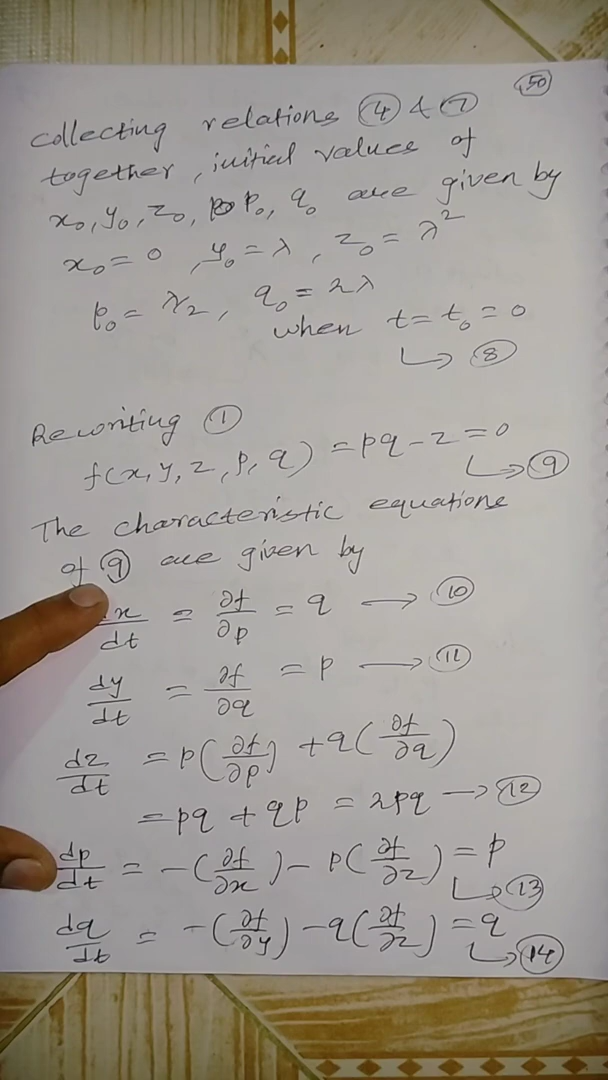 50
collecting relations ④ & ⑦
together, initial values of
x₀, y₀, z₀, p₀, q₀ are given by
x₀ = 0, y₀ = λ, z₀ = λ²
p₀ = λ/2, q₀ = 2λ
when t = t₀ = 0
↳ ⑧
Rewriting ①
f(x, y, z, p, q) = pq - z = 0
↳ ⑨
The characteristic equations
of ⑨ are given by
dx/dt = ∂f/∂p = q → ⑩
dy/dt = ∂f/∂q = p → ⑪
dz/dt = p(∂f/∂p) + q(∂f/∂q)
= pq + qp = 2pq → ⑫
dp/dt = -(∂f/∂x) - p(∂f/∂z) = p
↳ ⑬
dq/dt = -(∂f/∂y) - q(∂f/∂z) = q
↳ ⑭